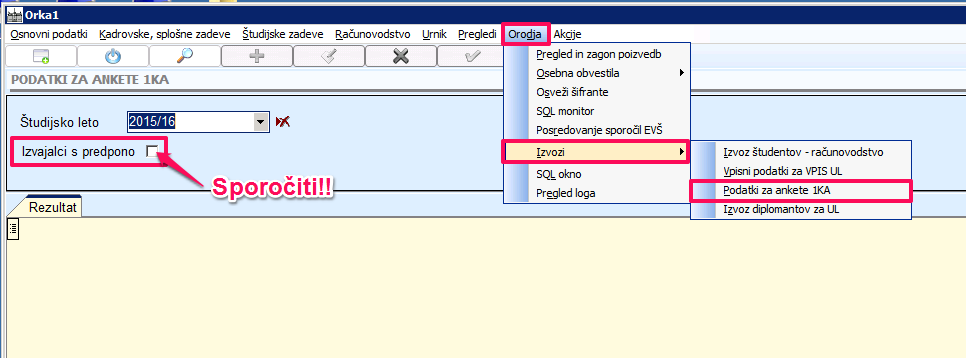 Orka1
Osnovni podatki Kadrovske, splošne zadeve Študijske zadeve Računovodstvo Urnik Pregledi Orodja Akcije
PODATKI ZA ANKETE 1KA
Študijsko leto 2015/16
Izvajalci s predpono
Sporočiti!!
Rezultat
Pregled in zagon poizvedb
Osebna obvestila
Osveži šifrante
SQL monitor
Posredovanje sporočil EVŠ
Izvozi
SQL okno
Pregled loga
Izvoz študentov - računovodstvo
Vpisni podatki za VPIS UL
Podatki za ankete 1KA
Izvoz diplomantov za UL